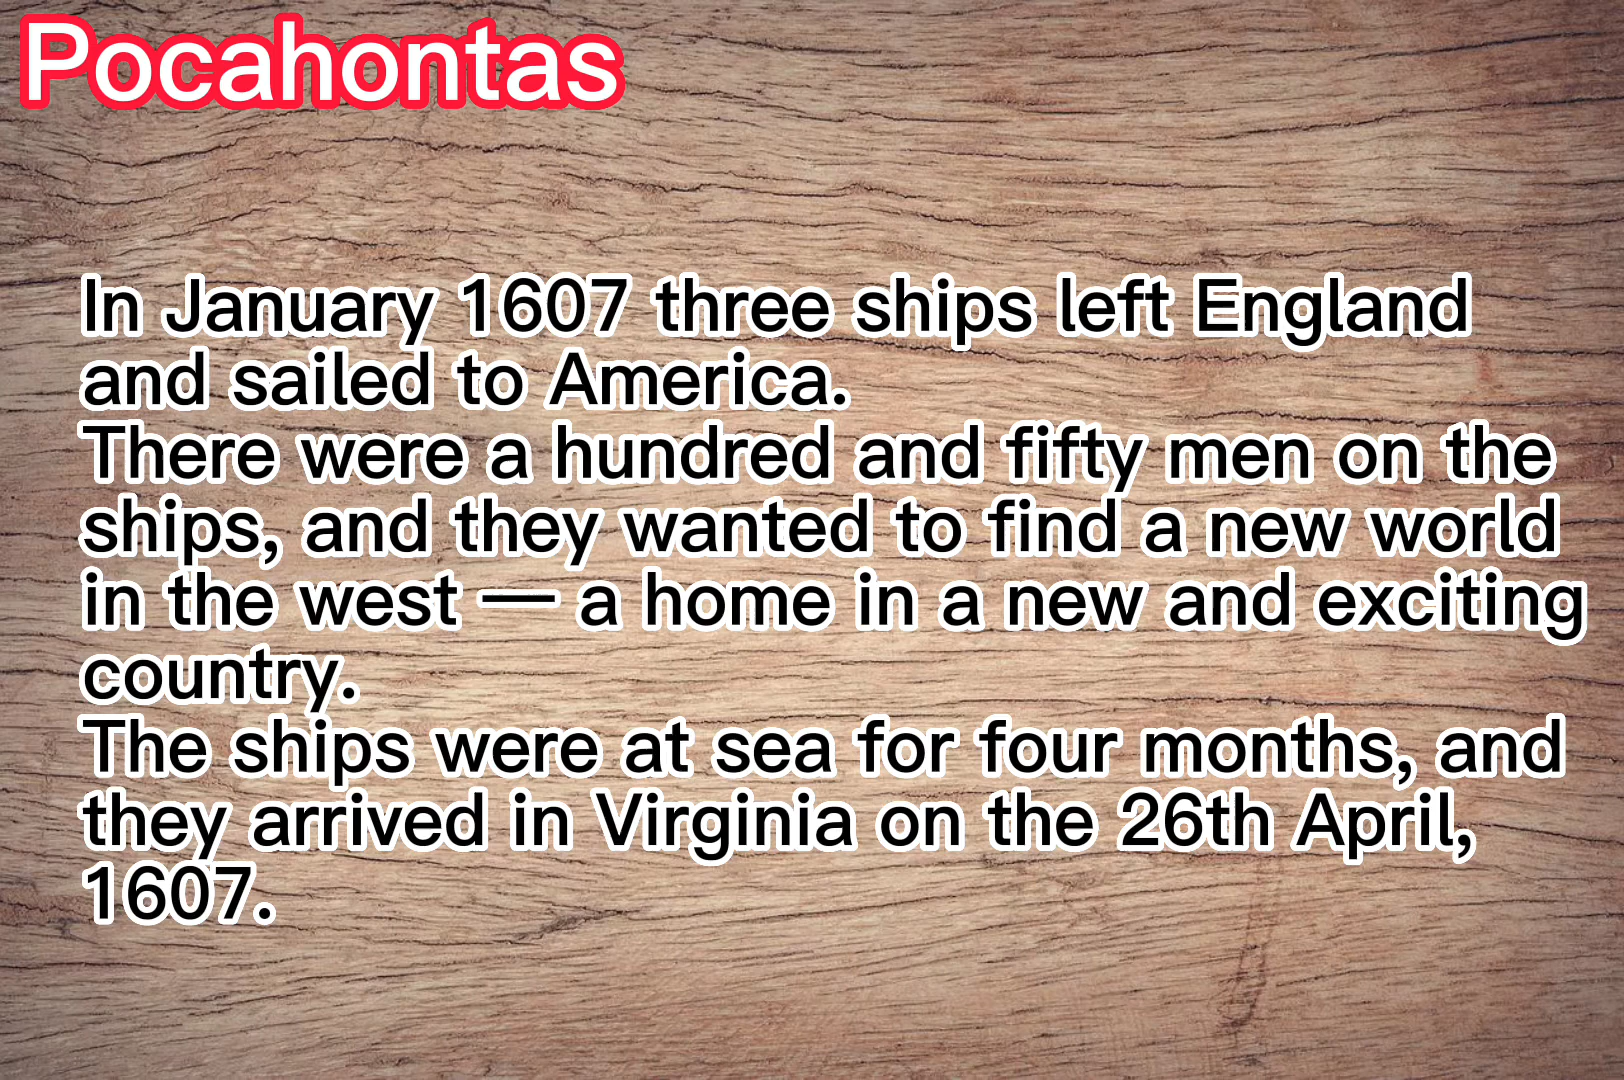 Pocahontas
In January 1607 three ships left England
and sailed to America.
There were a hundred and fifty men on the
ships, and they wanted to find a new world
in the west — a home in a new and exciting
country.
The ships were at sea for four months, and
they arrived in Virginia on the 26th April,
1607.